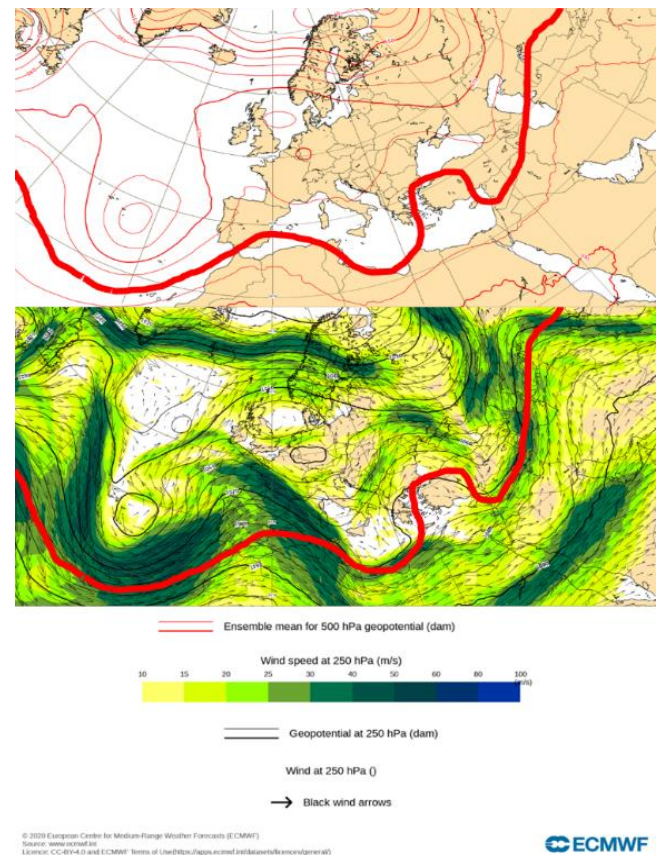 Ensemble mean for 500 hPa geopotential (dam)
Wind speed at 250 hPa (m/s)
10 15 20 25 30 40 50 60 80 100
(m/s)
Geopotential at 250 hPa (dam)
Wind at 250 hPa ()
Black wind arrows
© 2020 European Centre for Medium-Range Weather Forecasts (ECMWF)
Source: www.ecmwf.int
Licence: CC-BY-4.0 and ECMWF Terms of Use(https://apps.ecmwf.int/datasets/licences/general/)
ECMWF